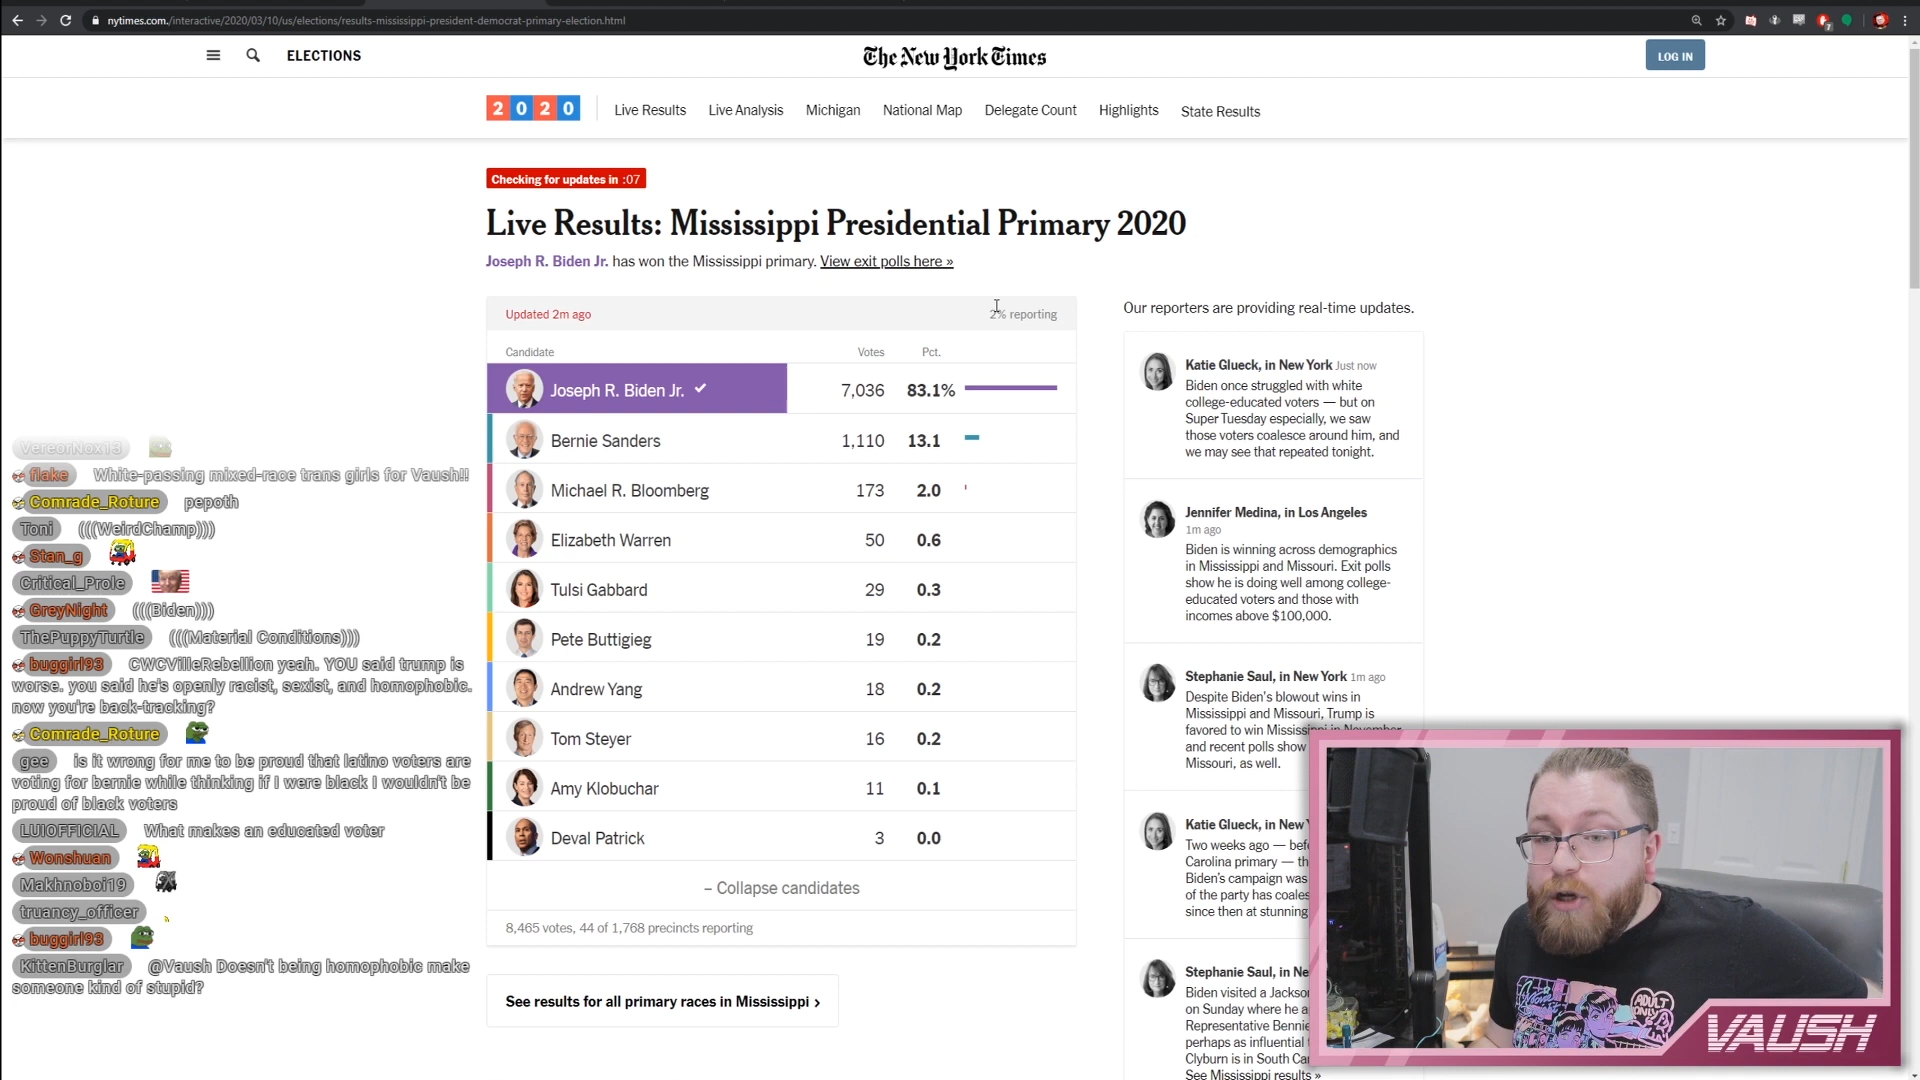 nytimes.com/interactive/2020/03/10/us/elections/results-mississippi-president-democrat-primary-election.html
ELECTIONS
The New York Times
LOG IN
2020
Live Results
Live Analysis
Michigan
National Map
Delegate Count
Highlights
State Results
Checking for updates in :07
Live Results: Mississippi Presidential Primary 2020
Joseph R. Biden Jr. has won the Mississippi primary. View exit polls here »
Updated 2m ago
2% reporting
Candidate Votes Pct.
Joseph R. Biden Jr. 7,036 83.1%
Bernie Sanders 1,110 13.1
Michael R. Bloomberg 173 2.0
Elizabeth Warren 50 0.6
Tulsi Gabbard 29 0.3
Pete Buttigieg 19 0.2
Andrew Yang 18 0.2
Tom Steyer 16 0.2
Amy Klobuchar 11 0.1
Deval Patrick 3 0.0
– Collapse candidates
8,465 votes, 44 of 1,768 precincts reporting
See results for all primary races in Mississippi ›
Our reporters are providing real-time updates.
Katie Glueck, in New York Just now
Biden once struggled with white
college-educated voters — but on
Super Tuesday especially, we saw
those voters coalesce around him, and
we may see that repeated tonight.
Jennifer Medina, in Los Angeles
1m ago
Biden is winning across demographics
in Mississippi and Missouri. Exit polls
show he is doing well among college-
educated voters and those with
incomes above $100,000.
Stephanie Saul, in New York 1m ago
Despite Biden's blowout wins in
Mississippi and Missouri, Trump is
favored to win Mississippi in November
and recent polls show
Missouri, as well.
Katie Glueck, in New
Two weeks ago —
Carolina primary —
Biden's campaign was
of the party has
since then at stunning
Stephanie Saul, in
Biden visited a
on Sunday where he
Representative
perhaps as influential
Clyburn is in South
See Mississippi results »
VereorNox13
flake White-passing mixed-race trans girls for Vaush!!
Comrade_Roture pepoth
Toni (((WeirdChamp)))
Stan_g
Critical_Prole
GreyNight (((Biden)))
ThePuppyTurtle (((Material Conditions)))
buggirl93 CWCVilleRebellion yeah. YOU said trump is
worse. you said he's openly racist, sexist, and homophobic.
now you're back-tracking?
Comrade_Roture
gee is it wrong for me to be proud that latino voters are
voting for bernie while thinking if I were black I wouldn't be
proud of black voters
LUIOFFICIAL What makes an educated voter
Wonshuan
Makhnoboi19
truancy_officer
buggirl93
KittenBurglar @Vaush Doesn't being homophobic make
someone kind of stupid?
ADULT
ONLY
VAUSH